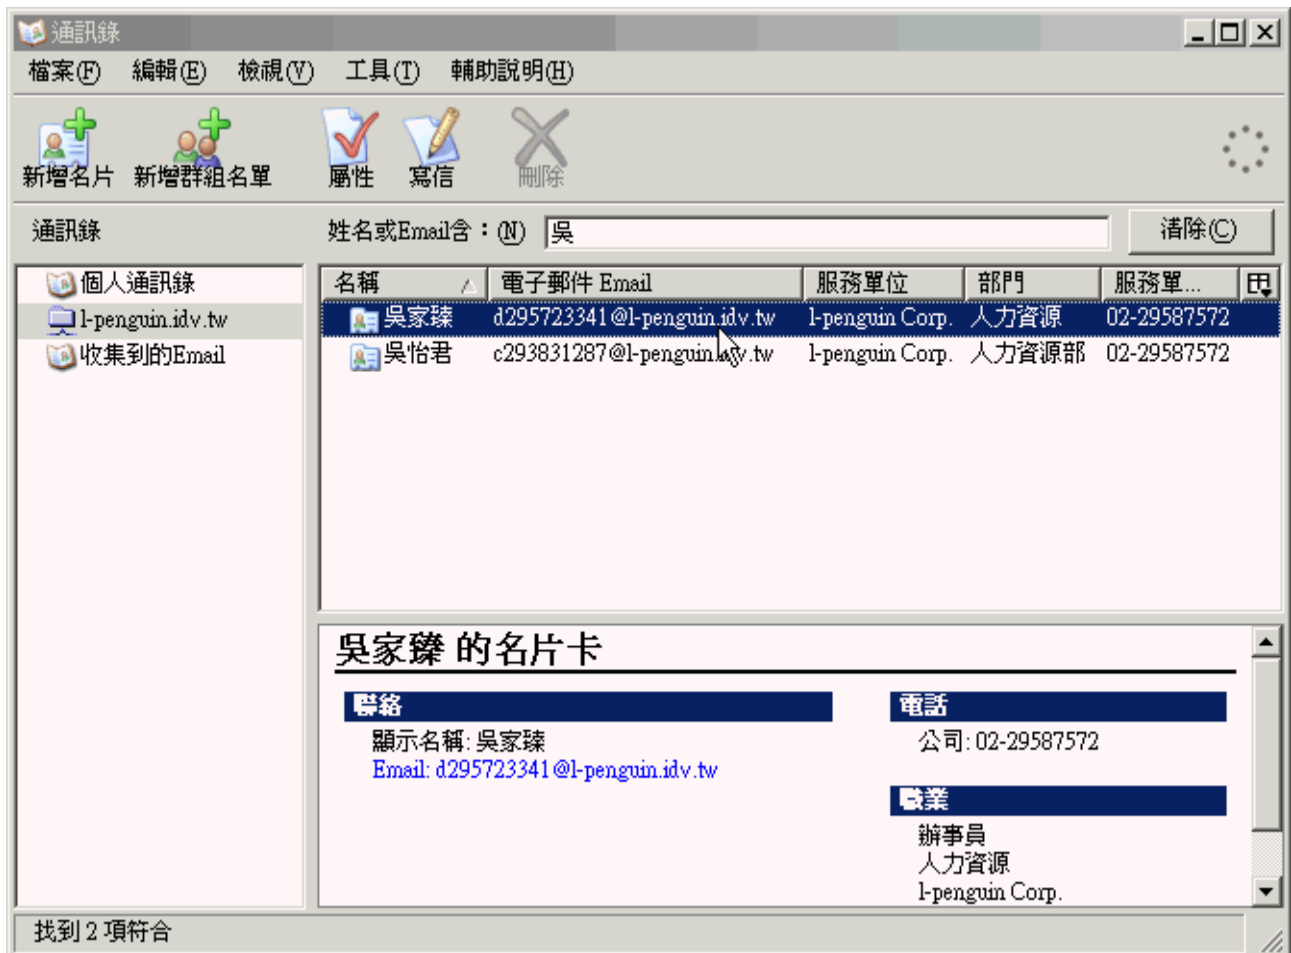 通訊錄
檔案(F) 編輯(E) 檢視(V) 工具(T) 輔助說明(H)
新增名片 新增群組名單 屬性 寫信 刪除
通訊錄 姓名或Email含：(N) 吳 清除(C)
個人通訊錄
l-penguin.idv.tw
收集到的Email
名稱 電子郵件 Email 服務單位 部門 服務單...
吳家臻 d295723341@l-penguin.idv.tw l-penguin Corp. 人力資源 02-29587572
吳怡君 c293831287@l-penguin.idv.tw l-penguin Corp. 人力資源部 02-29587572
吳家臻 的名片卡
聯絡
顯示名稱: 吳家臻
Email: d295723341@l-penguin.idv.tw
電話
公司: 02-29587572
職業
辦事員
人力資源
l-penguin Corp.
找到 2 項符合